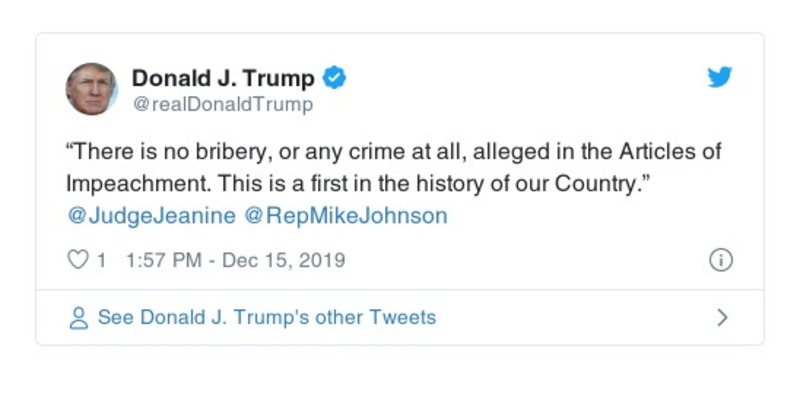 Donald J. Trump
@realDonaldTrump
“There is no bribery, or any crime at all, alleged in the Articles of
Impeachment. This is a first in the history of our Country.”
@JudgeJeanine @RepMikeJohnson
1 1:57 PM - Dec 15, 2019
See Donald J. Trump's other Tweets